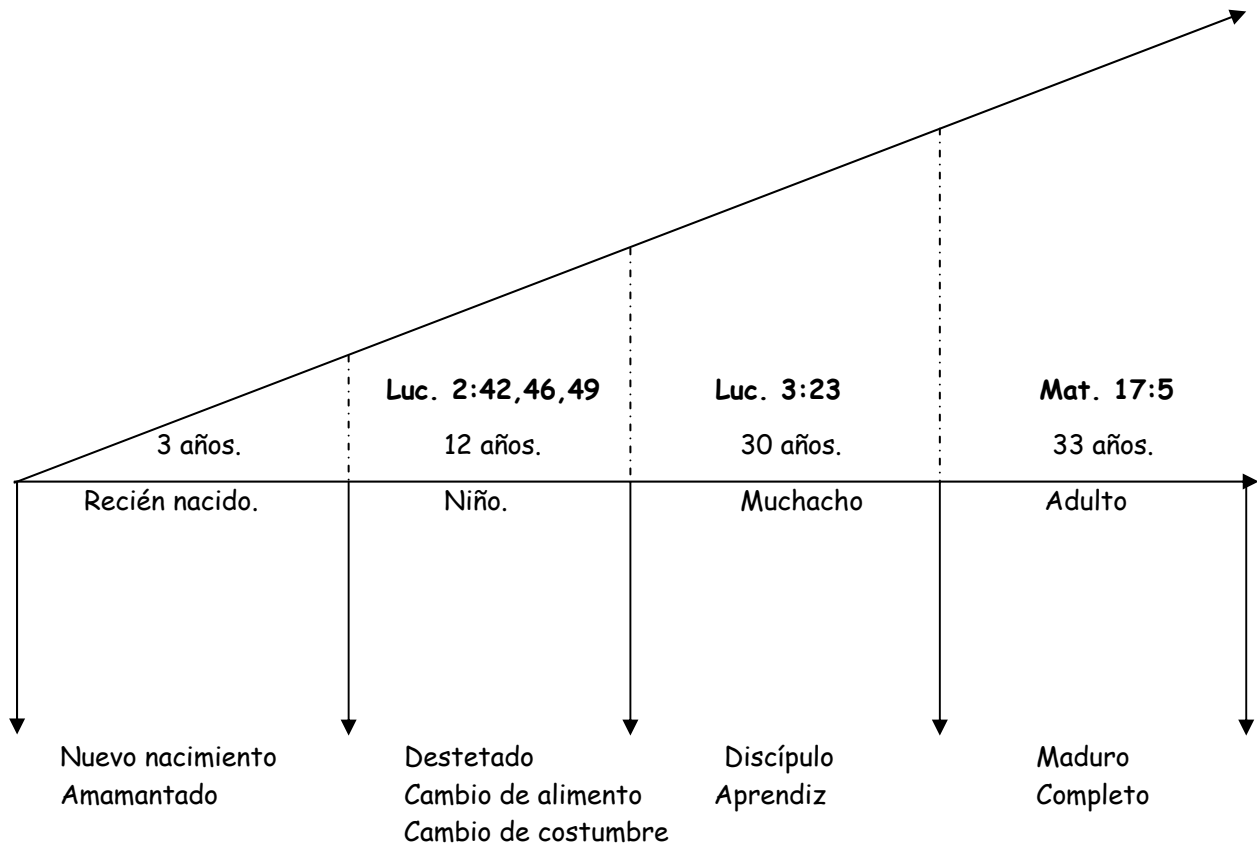 Luc. 2:42,46,49 Luc. 3:23 Mat. 17:5
3 años. 12 años. 30 años. 33 años.
Recién nacido. Niño. Muchacho Adulto
Nuevo nacimiento Destetado Discípulo Maduro
Amamantado Cambio de alimento Aprendiz Completo
Cambio de costumbre